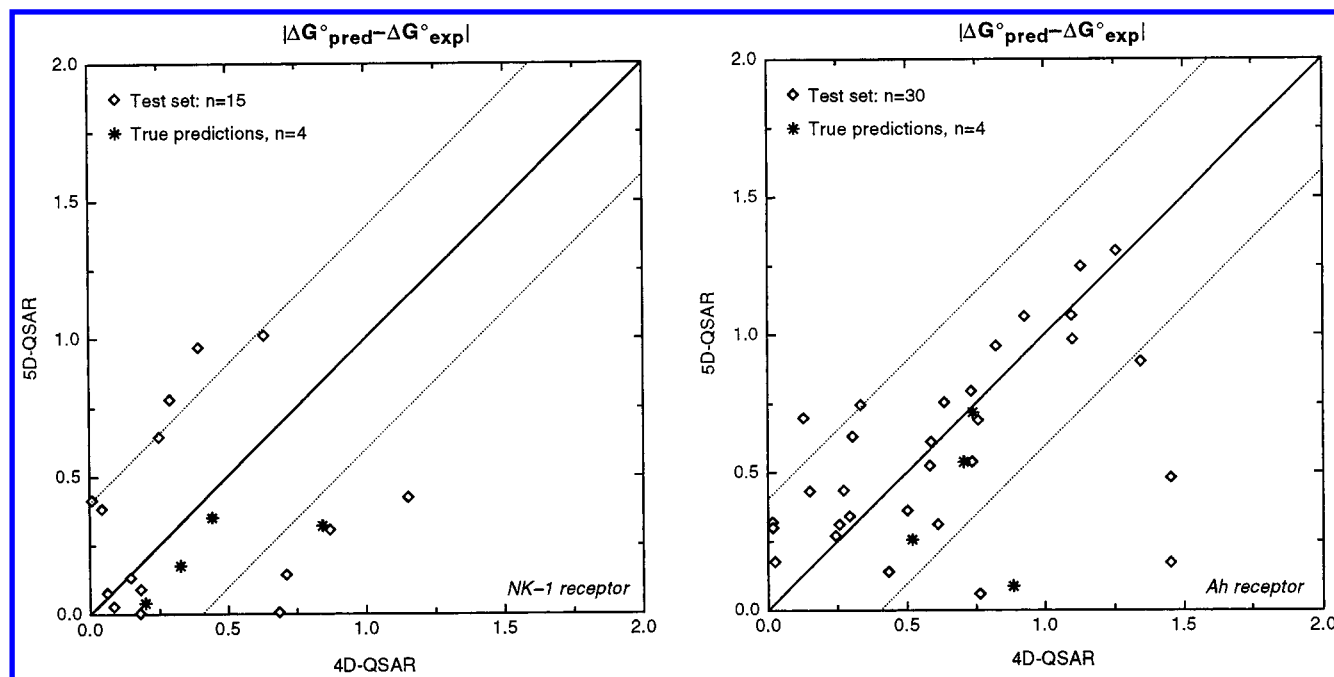 |ΔG°pred−ΔG°exp|
2.0
1.5
1.0
0.5
0.0
5D-QSAR
◇ Test set: n=15
✱ True predictions, n=4
NK−1 receptor
0.0 0.5 1.0 1.5 2.0
4D-QSAR
|ΔG°pred−ΔG°exp|
2.0
1.5
1.0
0.5
0.0
5D-QSAR
◇ Test set: n=30
✱ True predictions, n=4
Ah receptor
0.0 0.5 1.0 1.5 2.0
4D-QSAR